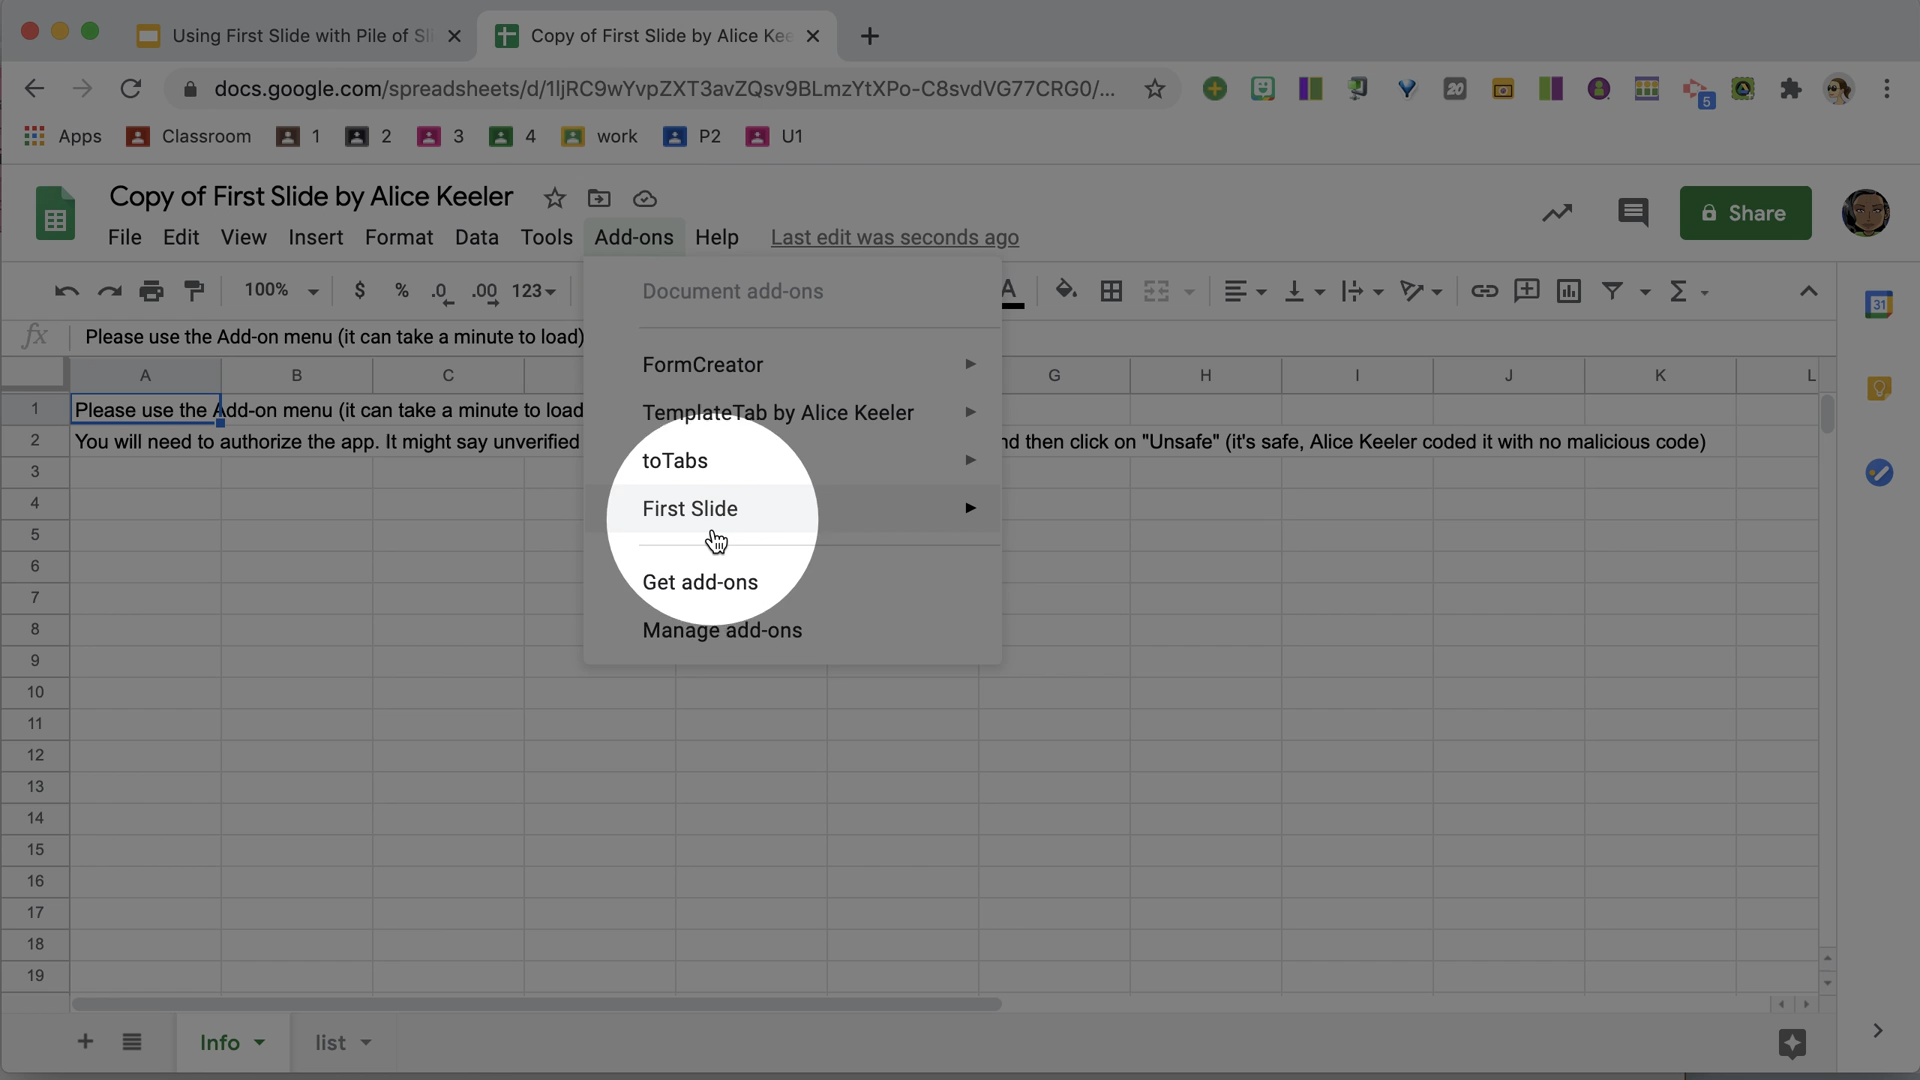 Using First Slide with Pile of Sl
Copy of First Slide by Alice Kee
docs.google.com/spreadsheets/d/1ljRC9wYvpZXT3avZQsv9BLmzYtXPo-C8svdVG77CRG0/...
20
5
Apps
Classroom
1
2
3
4
work
P2
U1
Copy of First Slide by Alice Keeler
Share
File
Edit
View
Insert
Format
Data
Tools
Add-ons
Help
Last edit was seconds ago
100%
$
%
.0
.00
123
A
Σ
31
fx
Please use the Add-on menu (it can take a minute to load)
Document add-ons
FormCreator
TemplateTab by Alice Keeler
toTabs
First Slide
Get add-ons
Manage add-ons
A
B
C
G
H
I
J
K
L
1
Please use the Add-on menu (it can take a minute to load
2
You will need to authorize the app. It might say unverified
nd then click on "Unsafe" (it's safe, Alice Keeler coded it with no malicious code)
3
4
5
6
7
8
9
10
11
12
13
14
15
16
17
18
19
Info
list